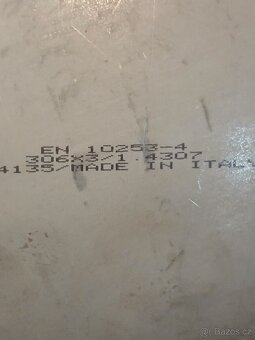 EN 10253-4
306X3/1.4307
4135/MADE IN ITALY
Bazos.cz